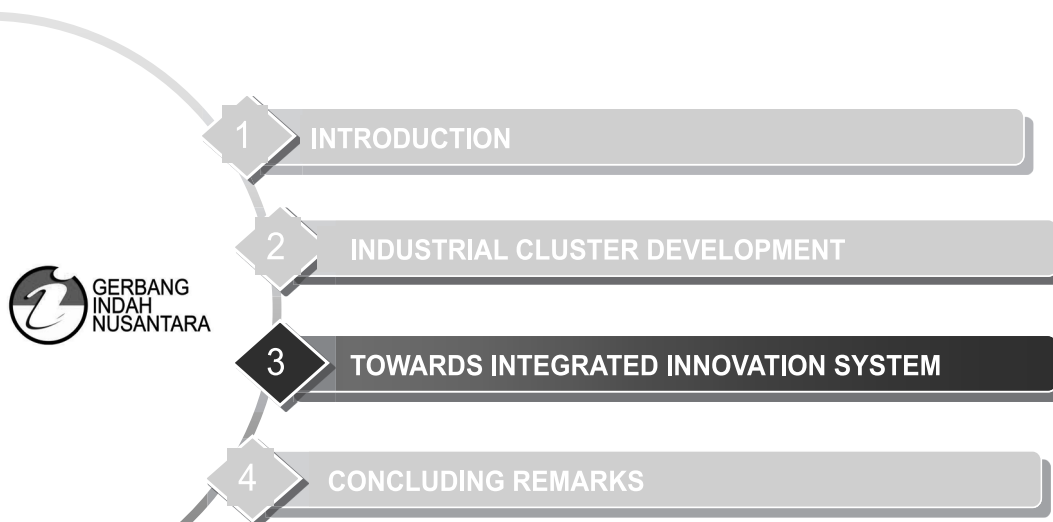 1 INTRODUCTION
2 INDUSTRIAL CLUSTER DEVELOPMENT
GERBANG
INDAH
NUSANTARA
3 TOWARDS INTEGRATED INNOVATION SYSTEM
4 CONCLUDING REMARKS